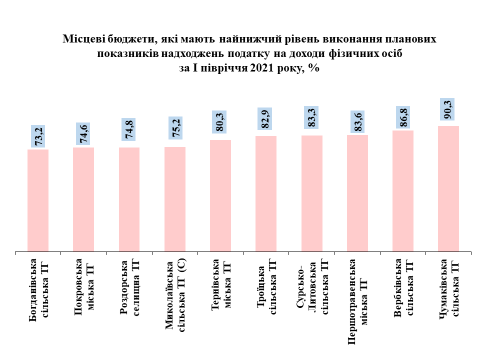 Місцеві бюджети, які мають найнижчий рівень виконання планових
показників надходжень податку на доходи фізичних осіб
за І півріччя 2021 року, %
73,2
74,6
74,8
75,2
80,3
82,9
83,3
83,6
86,8
90,3
Богданівська
сільська ТГ
Покровська
міська ТГ
Роздорська
селищна ТГ
Миколаївська
сільська ТГ (С)
Тернівська
міська ТГ
Троїцька
сільська ТГ
Сурсько-
Литовська
сільська ТГ
Першотравенська
міська ТГ
Вербківська
сільська ТГ
Чумаківська
сільська ТГ